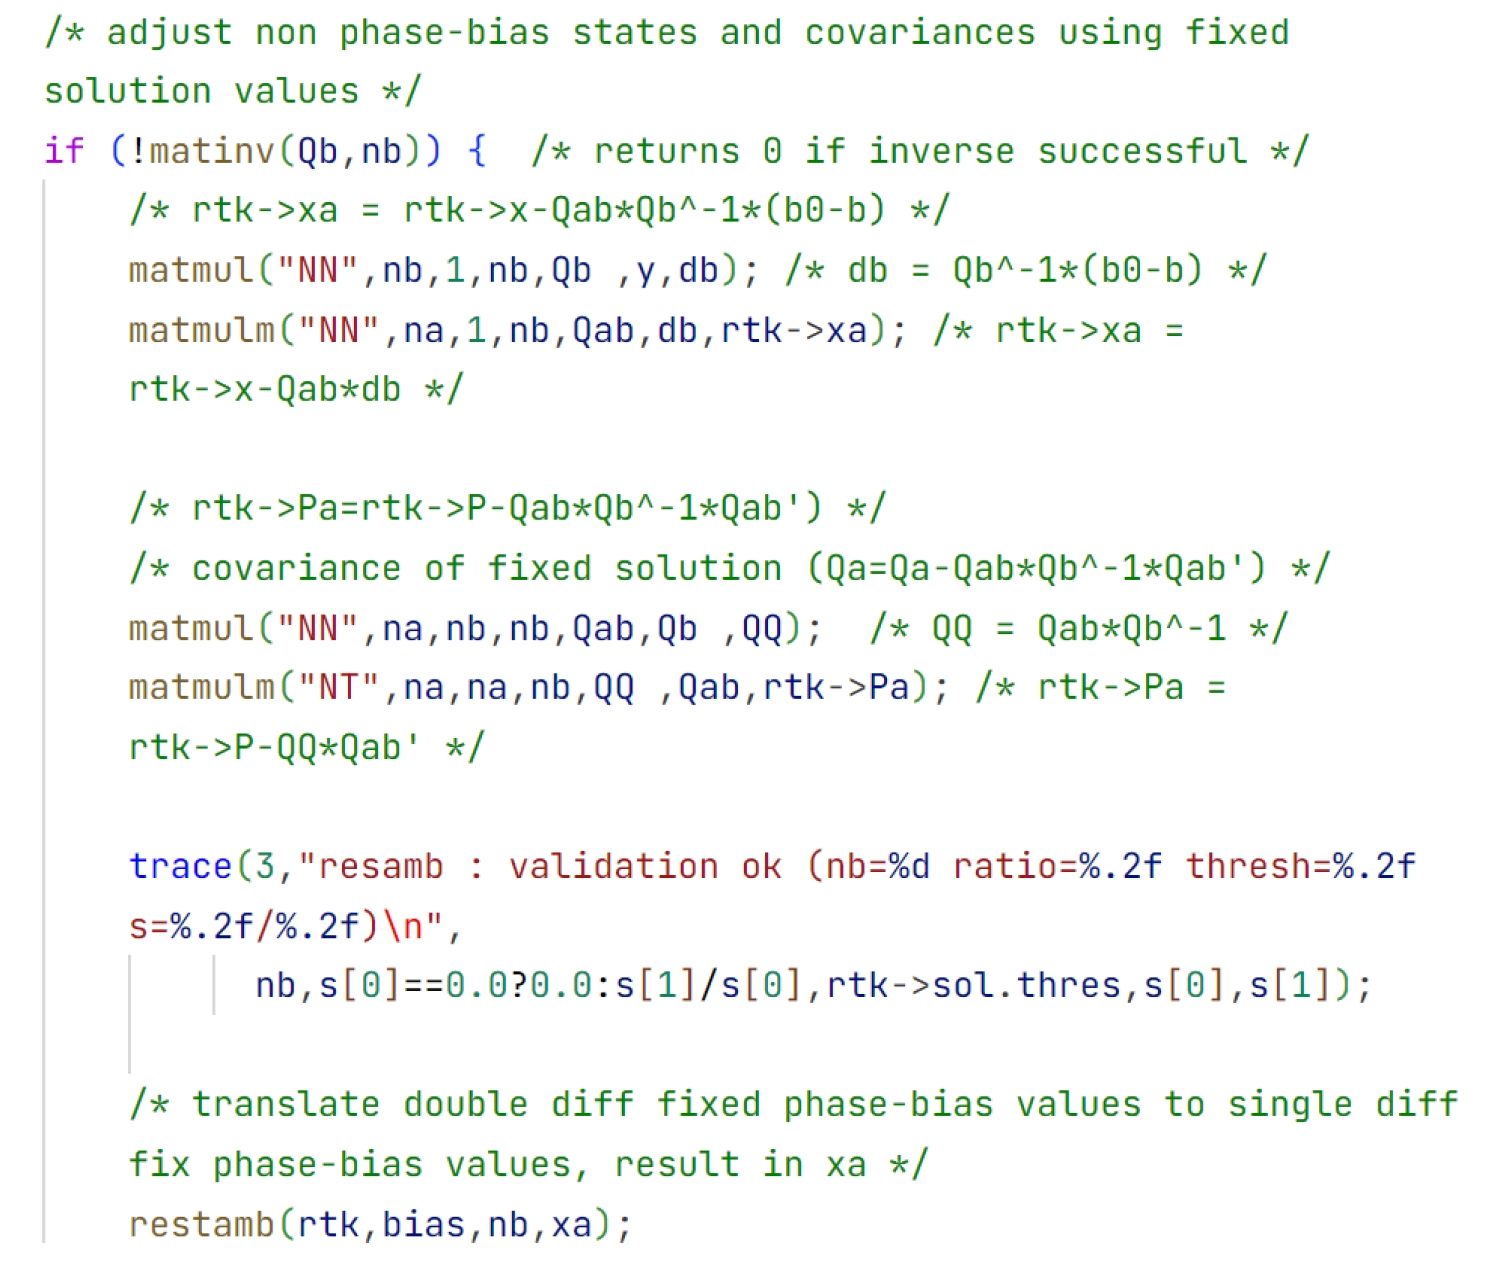 /* adjust non phase-bias states and covariances using fixed
solution values */
if (!matinv(Qb,nb)) {  /* returns 0 if inverse successful */
    /* rtk->xa = rtk->x-Qab*Qb^-1*(b0-b) */
    matmul("NN",nb,1,nb,Qb ,y,db); /* db = Qb^-1*(b0-b) */
    matmulm("NN",na,1,nb,Qab,db,rtk->xa); /* rtk->xa =
    rtk->x-Qab*db */
    /* rtk->Pa=rtk->P-Qab*Qb^-1*Qab') */
    /* covariance of fixed solution (Qa=Qa-Qab*Qb^-1*Qab') */
    matmul("NN",na,nb,nb,Qab,Qb ,QQ);  /* QQ = Qab*Qb^-1 */
    matmulm("NT",na,na,nb,QQ ,Qab,rtk->Pa); /* rtk->Pa =
    rtk->P-QQ*Qab' */
    trace(3,"resamb : validation ok (nb=%d ratio=%.2f thresh=%.2f
    s=%.2f/%.2f)\n",
          nb,s[0]==0.0?0.0:s[1]/s[0],rtk->sol.thres,s[0],s[1]);
    /* translate double diff fixed phase-bias values to single diff
    fix phase-bias values, result in xa */
    restamb(rtk,bias,nb,xa);